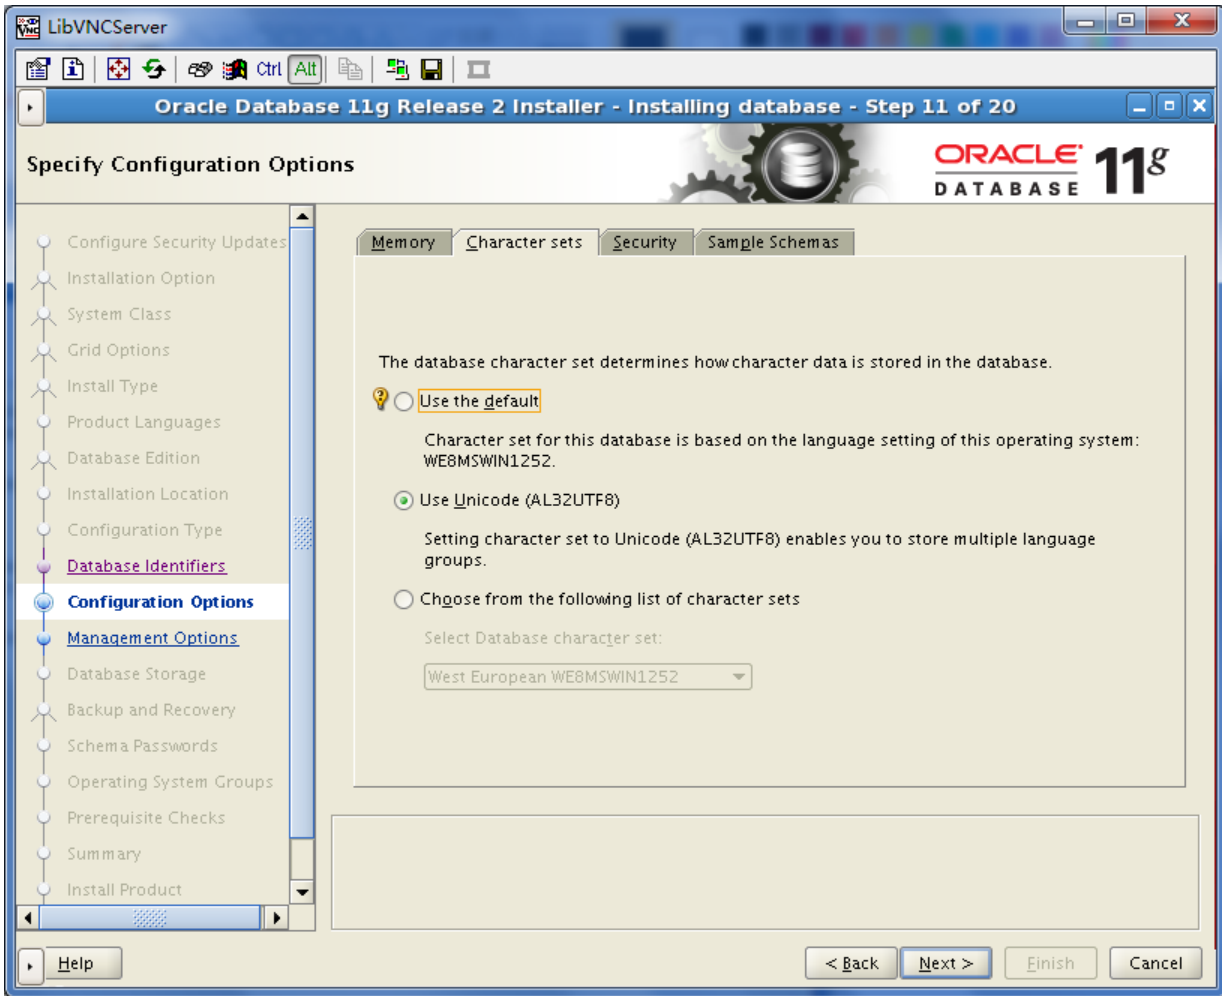 LibVNCServer
Ctrl Alt
Oracle Database 11g Release 2 Installer - Installing database - Step 11 of 20
Specify Configuration Options
ORACLE 11g
DATABASE
Configure Security Updates
Installation Option
System Class
Grid Options
Install Type
Product Languages
Database Edition
Installation Location
Configuration Type
Database Identifiers
Configuration Options
Management Options
Database Storage
Backup and Recovery
Schema Passwords
Operating System Groups
Prerequisite Checks
Summary
Install Product
Memory Character sets Security Sample Schemas
The database character set determines how character data is stored in the database.
Use the default
Character set for this database is based on the language setting of this operating system:
WE8MSWIN1252.
Use Unicode (AL32UTF8)
Setting character set to Unicode (AL32UTF8) enables you to store multiple language
groups.
Choose from the following list of character sets
Select Database character set:
West European WE8MSWIN1252
Help < Back Next > Finish Cancel